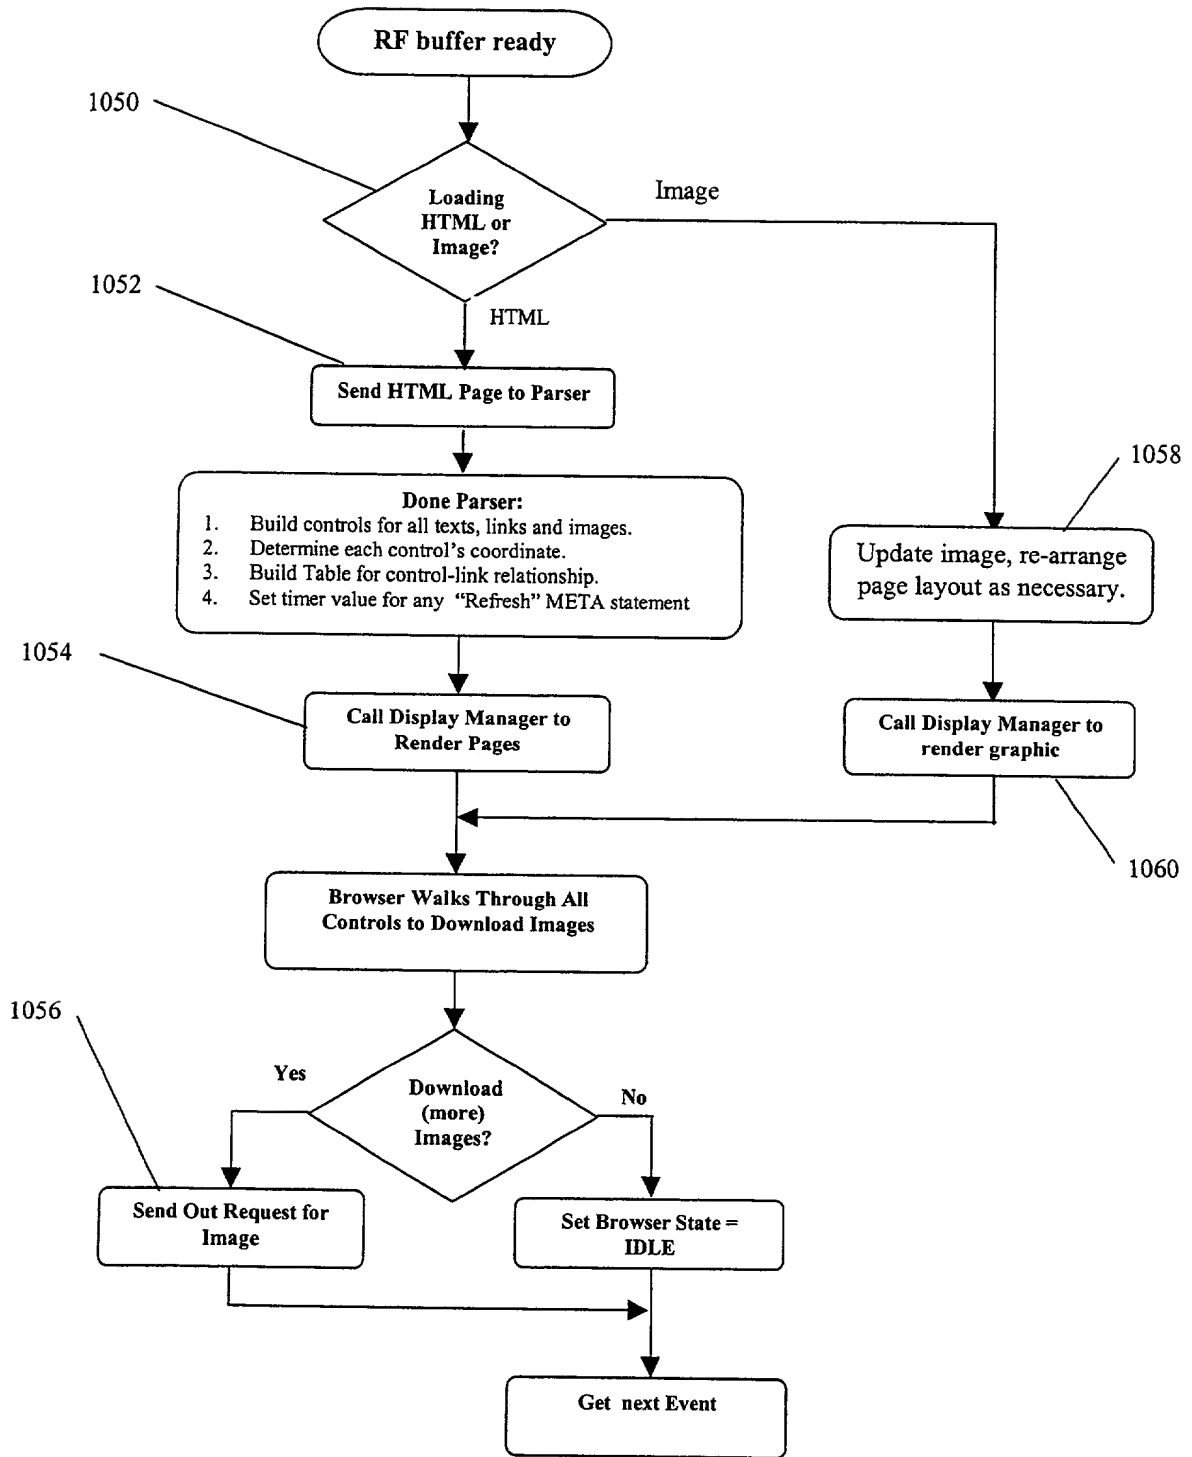 RF buffer ready
1050
Loading
HTML or
Image?
Image
1052
HTML
Send HTML Page to Parser
1058
Done Parser:
1. Build controls for all texts, links and images.
2. Determine each control's coordinate.
3. Build Table for control-link relationship.
4. Set timer value for any “Refresh” META statement
Update image, re-arrange
page layout as necessary.
1054
Call Display Manager to
Render Pages
Call Display Manager to
render graphic
1060
Browser Walks Through All
Controls to Download Images
1056
Yes
Download
(more)
Images?
No
Send Out Request for
Image
Set Browser State =
IDLE
Get next Event